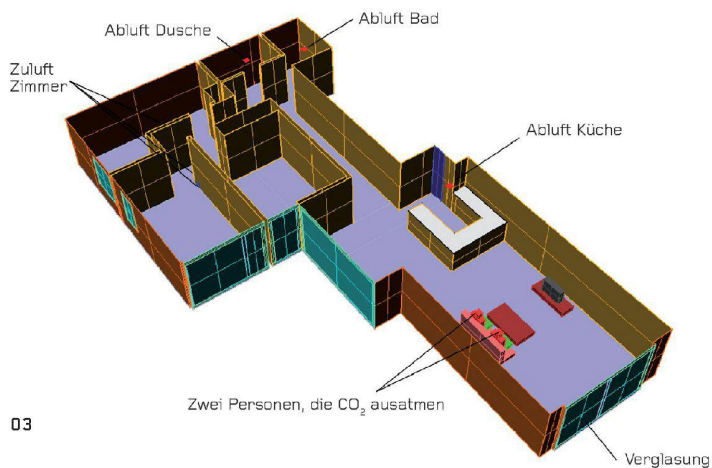 Abluft Dusche
Abluft Bad
Zuluft
Zimmer
Abluft Küche
Zwei Personen, die CO₂ ausatmen
03
Verglasung